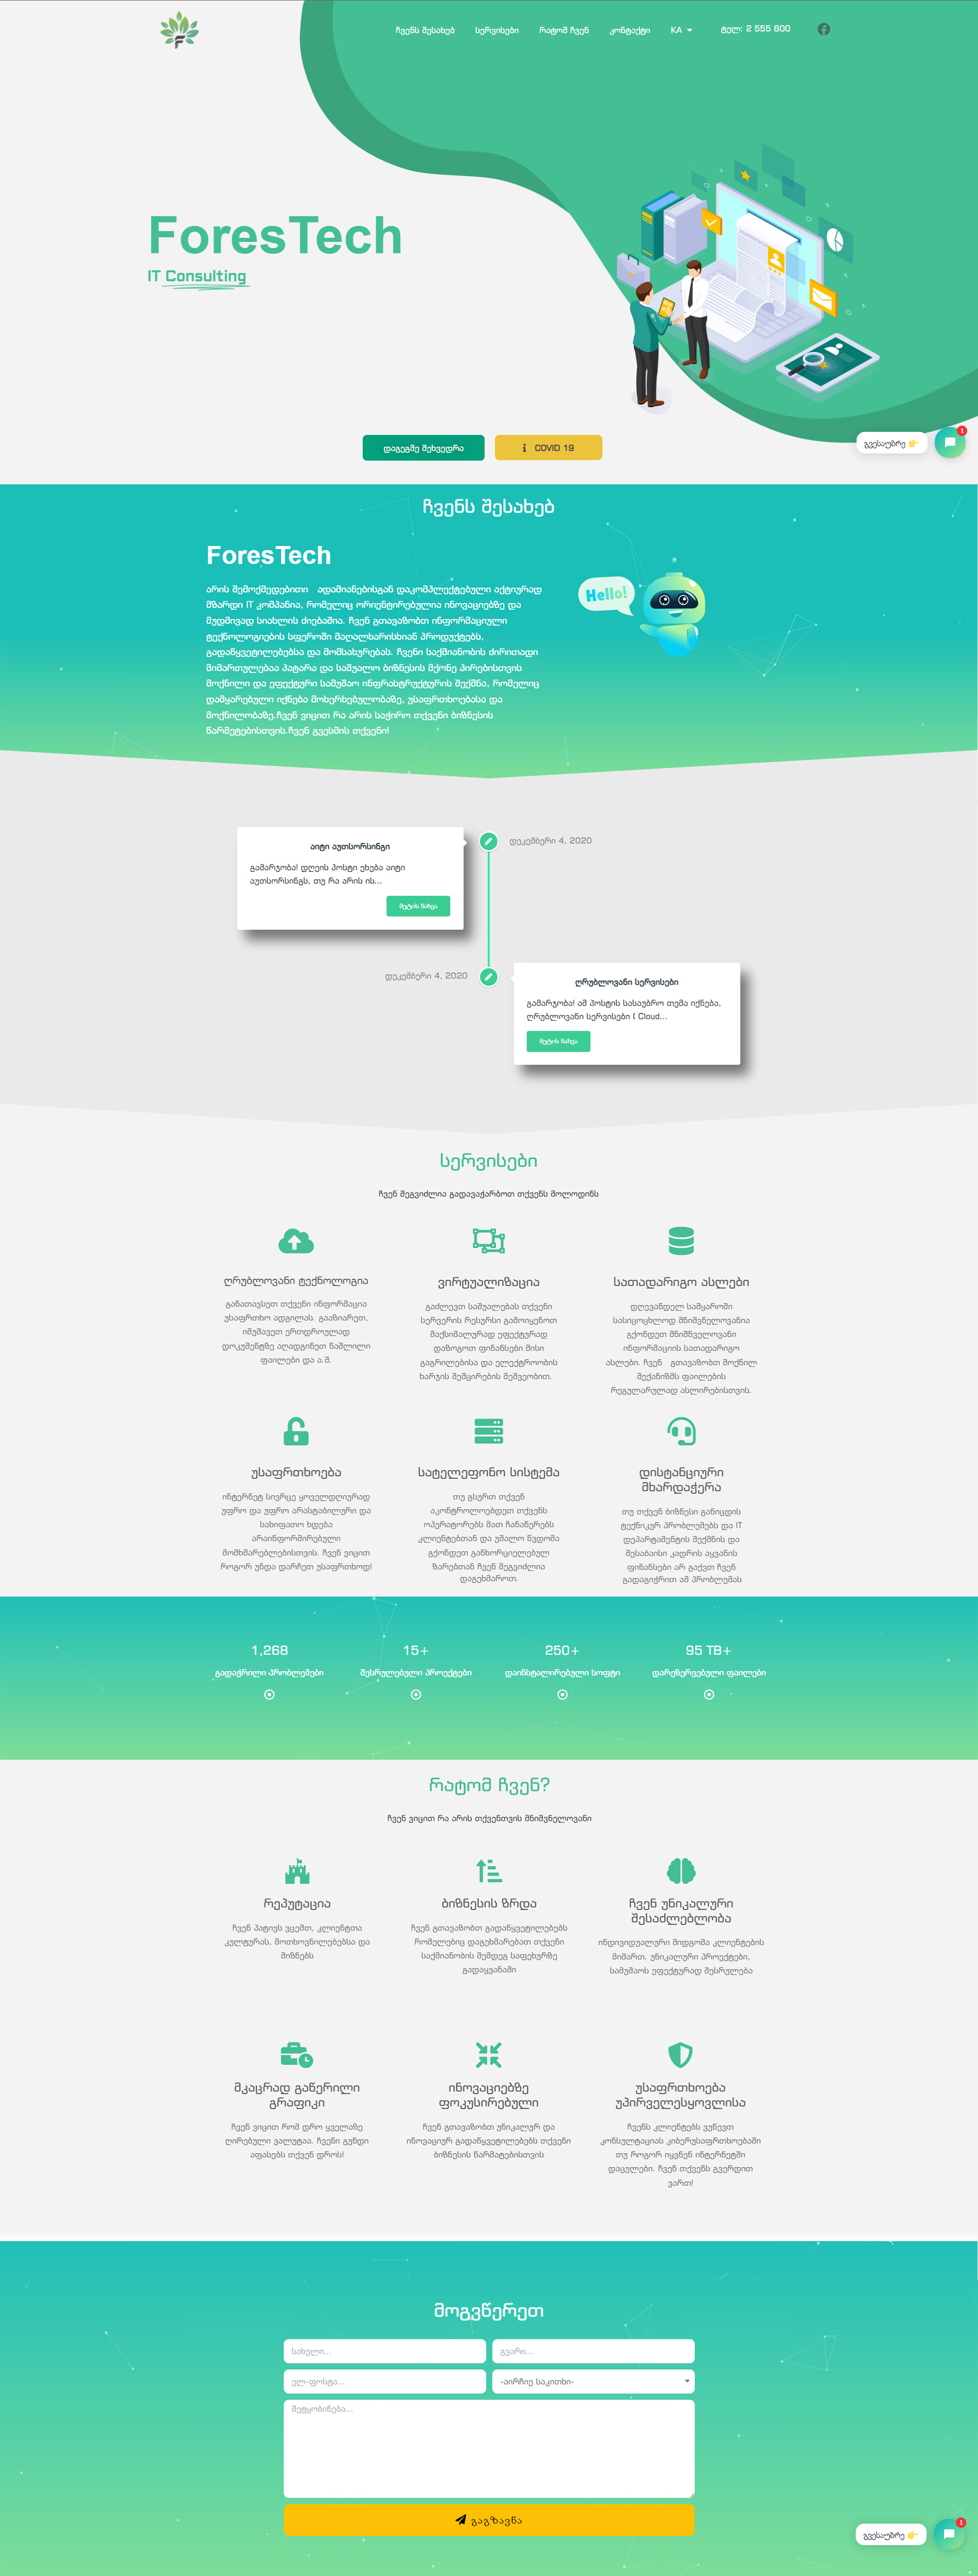 ჩვენს შესახებ
სერვისები
რატომ ჩვენ
კონტაქტი
KA
ტელ: 2 555 600
ForesTech
IT Consulting
დაგეგმე შეხვედრა
COVID 19
გვესაუბრე
1
ჩვენს შესახებ
ForesTech
Hello!
არის შემოქმედებითი ადამიანებისგან დაკომპლექტებული აქტიურად
მზარდი IT კომპანია, რომელიც ორიენტირებულია ინოვაციებზე და
მუდმივად სიახლის ძიებაშია. ჩვენ გთავაზობთ ინფორმაციული
ტექნოლოგიების სფეროში მაღალხარისხიან პროდუქტებს,
გადაწყვეტილებებსა და მომსახურებას. ჩვენი საქმიანობის ძირითადი
მიმართულებაა პატარა და საშუალო ბიზნესის მქონე პირებისთვის
მოქნილი და ეფექტური სამუშაო ინფრასტრუქტურის შექმნა, რომელიც
დამყარებული იქნება მოხერხებულობაზე, უსაფრთხოებასა და
მოქნილობაზე.ჩვენ ვიცით რა არის საჭირო თქვენი ბიზნესის
წარმეტებისთვის.ჩვენ გვესმის თქვენი!
აიტი აუთსორსინგი
გამარჯობა! დღეის პოსტი ეხება აიტი
აუთსორსინგს, თუ რა არის ის...
მეტის ნახვა
დეკემბერი 4, 2020
დეკემბერი 4, 2020
ღრუბლოვანი სერვისები
გამარჯობა! ამ პოსტის სასაუბრო თემა იქნება,
ღრუბლოვანი სერვისები ( Cloud...
მეტის ნახვა
სერვისები
ჩვენ შეგვიძლია გადავაჭარბოთ თქვენს მოლოდინს
ღრუბლოვანი ტექნოლოგია
განათავსეთ თქვენი ინფორმაცია
უსაფრთხო ადგილას. გააზიარეთ,
იმუშავეთ ერთდროულად
დოკუმენტზე აღადგინეთ წაშლილი
ფაილები და ა.შ.
ვირტუალიზაცია
გაძლევთ საშუალებას თქვენი
სერვერის რესურსი გამოიყენოთ
მაქსიმალურად ეფექტურად
დაზოგოთ ფინანსები მისი
გაგრილებისა და ელექტროობის
ხარჯის შემცირების მეშვეობით.
სათადარიგო ასლები
დღევანდელ სამყაროში
სასიცოცხლოდ მნიშვნელოვანია
გქონდეთ მნიშნველოვანი
ინფორმაციის სათადარიგო
ასლები. ჩვენ გთავაზობთ მოქნილ
მექანიზმს ფაილების
რეგულარულად ასლირებისთვის.
უსაფრთხოება
ინტერნეტ სივრცე ყოველდღიურად
უფრო და უფრო არასტაბილური და
სახიფათო ხდება
არაინფორმირებული
მომხმარებლებისთვის. ჩვენ ვიცით
როგორ უნდა დარჩეთ უსაფრთხოდ!
სატელეფონო სისტემა
თუ გსურთ თქვენ
აკონტროლოებდეთ თქვენს
ოპერატორებს მათ ჩანაწერებს
კლიენტებთან და უშალო წვდომა
გქონდეთ განხორციელებულ
ზარებთან ჩვენ შეგვიძლია
დაგეხმაროთ.
დისტანციური
მხარდაჭერა
თუ თქვენ ბიზნესი განიცდის
ტექნიკურ პრობლემებს და IT
დეპარტამენტის შექმნის და
შესაბაისი კადრის აყვანის
ფინანსები არ გაქვთ ჩვენ
გადაგიჭრით ამ პრობლემას
1,268
გადაჭრილი პრობლემები
15+
შესრულებული პროექტები
250+
დაინსტალირებული სოფტი
95 TB+
დარეზერვებული ფაილები
რატომ ჩვენ?
ჩვენ ვიცით რა არის თქვენთვის მნიშვნელოვანი
რეპუტაცია
ჩვენ პატივს ვცემთ, კლიენტთა
კულტურას, მოთხოვნილებებსა და
მიზნებს
ბიზნესის ზრდა
ჩვენ გთავაზობთ გადაწყვეტილებებს
რომელებიც დაგეხმარებათ თქვენი
საქმიანობის შემდეგ საფეხურზე
გადაყვანაში
ჩვენ უნიკალური
შესაძლებლობა
ინდივიდუალური მიდგომა კლიენტების
მიმართ. უნიკალური პროექტები,
სამუშაოს ეფექტურად შესრულება
მკაცრად გაწერილი
გრაფიკი
ჩვენ ვიცით რომ დრო ყველაზე
ღირებული ვალუტაა. ჩვენი გუნდი
აფასებს თქვენ დროს!
ინოვაციებზე
ფოკუსირებული
ჩვენ გთავაზობთ უნიკალურ და
ინოვაციურ გადაწყვეტილებებს თქვენი
ბიზნესის წარმატებისთვის
უსაფრთხოება
უპირველესყოვლისა
ჩვენს კლიენტებს ვუწევთ
კონსულტაციას კიბერუსაფრთხოებაში
თუ როგორ იყვნენ ინტერნეტში
დაცულები. ჩვენ თქვენს გვერდით
ვართ!
მოგვწერეთ
სახელი...
გვარი...
ელ-ფოსტა...
-აირჩიე საკითხი-
შეტყობინება...
გაგზავნა
გვესაუბრე
1